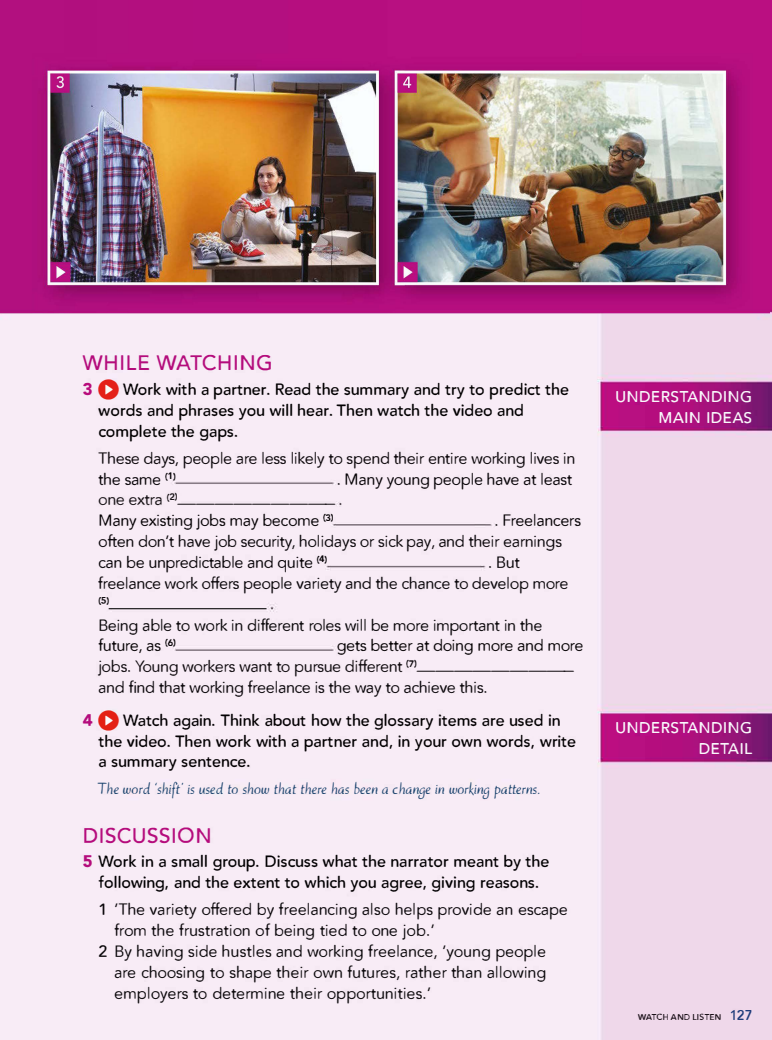 3
4
WHILE WATCHING
3 Work with a partner. Read the summary and try to predict the
words and phrases you will hear. Then watch the video and
complete the gaps.
UNDERSTANDING
MAIN IDEAS
These days, people are less likely to spend their entire working lives in
the same (1)____________________ . Many young people have at least
one extra (2)____________________ .
Many existing jobs may become (3)____________________ . Freelancers
often don't have job security, holidays or sick pay, and their earnings
can be unpredictable and quite (4)____________________ . But
freelance work offers people variety and the chance to develop more
(5)____________________ .
Being able to work in different roles will be more important in the
future, as (6)____________________ gets better at doing more and more
jobs. Young workers want to pursue different (7)____________________
and find that working freelance is the way to achieve this.
4 Watch again. Think about how the glossary items are used in
the video. Then work with a partner and, in your own words, write
a summary sentence.
UNDERSTANDING
DETAIL
The word 'shift' is used to show that there has been a change in working patterns.
DISCUSSION
5 Work in a small group. Discuss what the narrator meant by the
following, and the extent to which you agree, giving reasons.
1 'The variety offered by freelancing also helps provide an escape
from the frustration of being tied to one job.'
2 By having side hustles and working freelance, 'young people
are choosing to shape their own futures, rather than allowing
employers to determine their opportunities.'
WATCH AND LISTEN 127